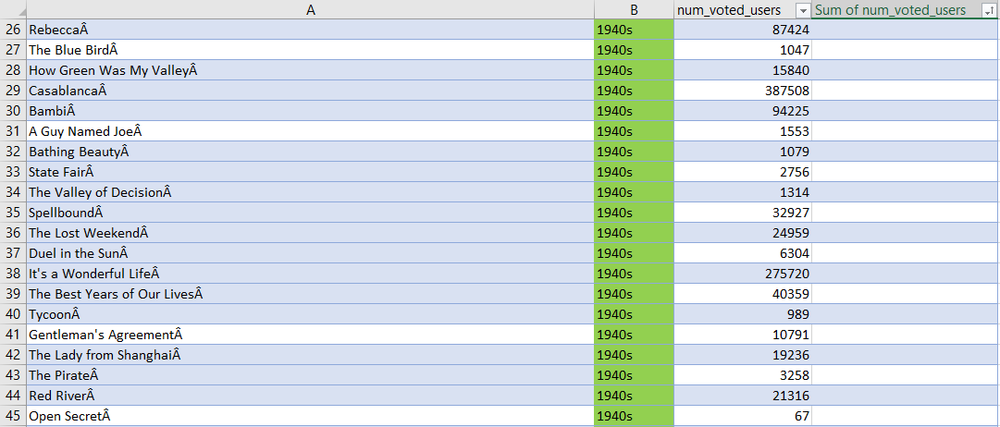 A B num_voted_users Sum of num_voted_users
26 RebeccaÂ 1940s 87424
27 The Blue BirdÂ 1940s 1047
28 How Green Was My ValleyÂ 1940s 15840
29 CasablancaÂ 1940s 387508
30 BambiÂ 1940s 94225
31 A Guy Named JoeÂ 1940s 1553
32 Bathing BeautyÂ 1940s 1079
33 State FairÂ 1940s 2756
34 The Valley of DecisionÂ 1940s 1314
35 SpellboundÂ 1940s 32927
36 The Lost WeekendÂ 1940s 24959
37 Duel in the SunÂ 1940s 6304
38 It's a Wonderful LifeÂ 1940s 275720
39 The Best Years of Our LivesÂ 1940s 40359
40 TycoonÂ 1940s 989
41 Gentleman's AgreementÂ 1940s 10791
42 The Lady from ShanghaiÂ 1940s 19236
43 The PirateÂ 1940s 3258
44 Red RiverÂ 1940s 21316
45 Open SecretÂ 1940s 67